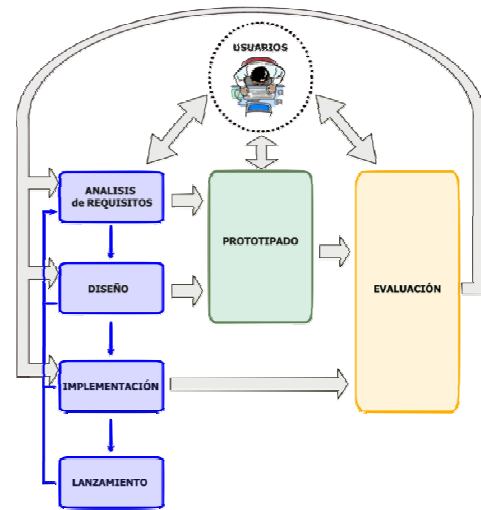 USUARIOS
ANALISIS
de REQUISITOS
PROTOTIPADO
DISEÑO
EVALUACIÓN
IMPLEMENTACIÓN
LANZAMIENTO